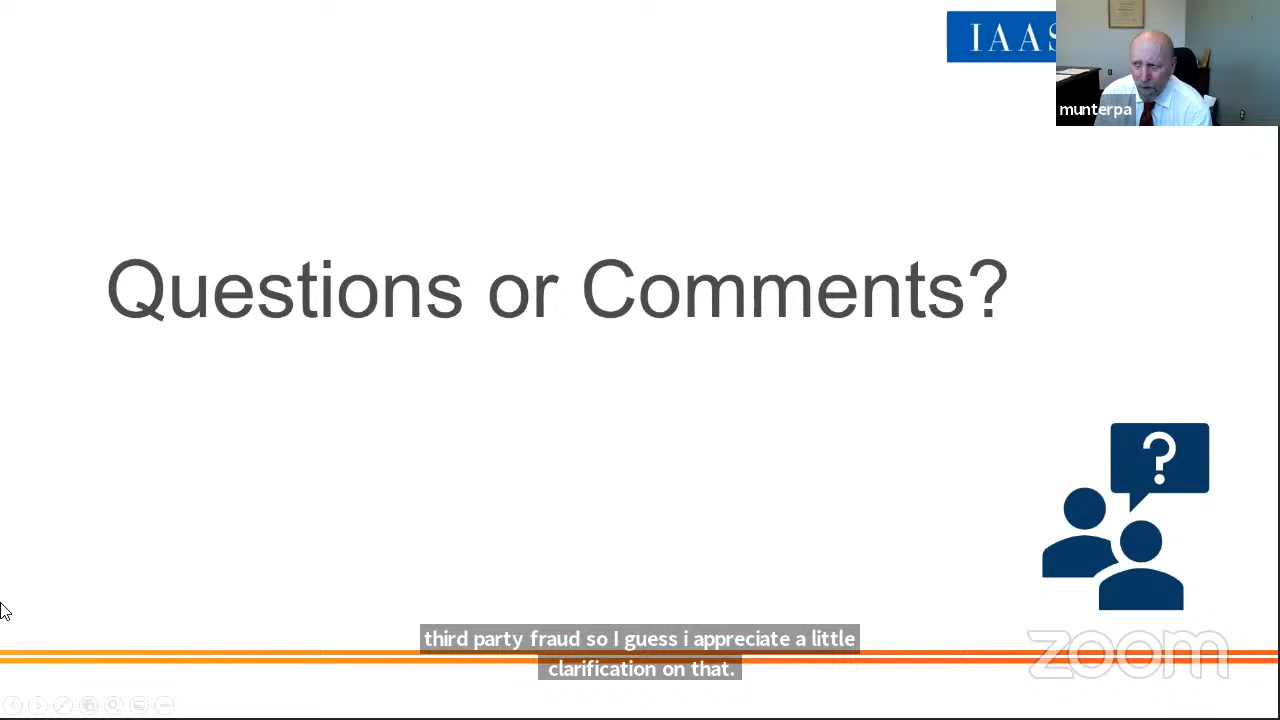 IAAS
munterpa
Questions or Comments?
?
third party fraud so I guess i appreciate a little
clarification on that.
zoom